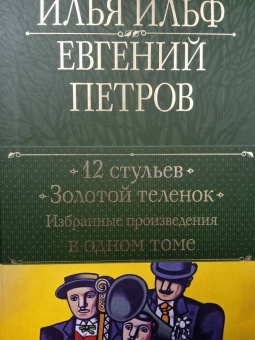 ИЛЬЯ ИЛЬФ
ЕВГЕНИЙ
ПЕТРОВ
12 стульев
Золотой теленок
Избранные произведения
в одном томе